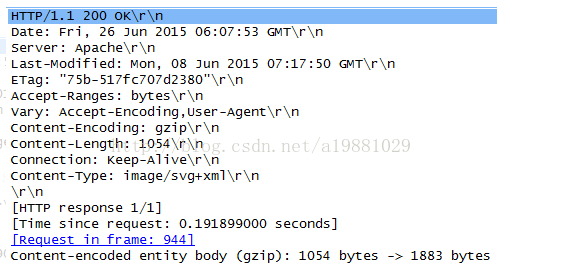 HTTP/1.1 200 OK\r\n
Date: Fri, 26 Jun 2015 06:07:53 GMT\r\n
Server: Apache\r\n
Last-Modified: Mon, 08 Jun 2015 07:17:50 GMT\r\n
ETag: "75b-517fc707d2380"\r\n
Accept-Ranges: bytes\r\n
Vary: Accept-Encoding,User-Agent\r\n
Content-Encoding: gzip\r\n
Content-Length: 1054\r\n
http://blog.csdn.net/a19881029
Connection: Keep-Alive\r\n
Content-Type: image/svg+xml\r\n
\r\n
[HTTP response 1/1]
[Time since request: 0.191899000 seconds]
[Request in frame: 944]
Content-encoded entity body (gzip): 1054 bytes -> 1883 bytes